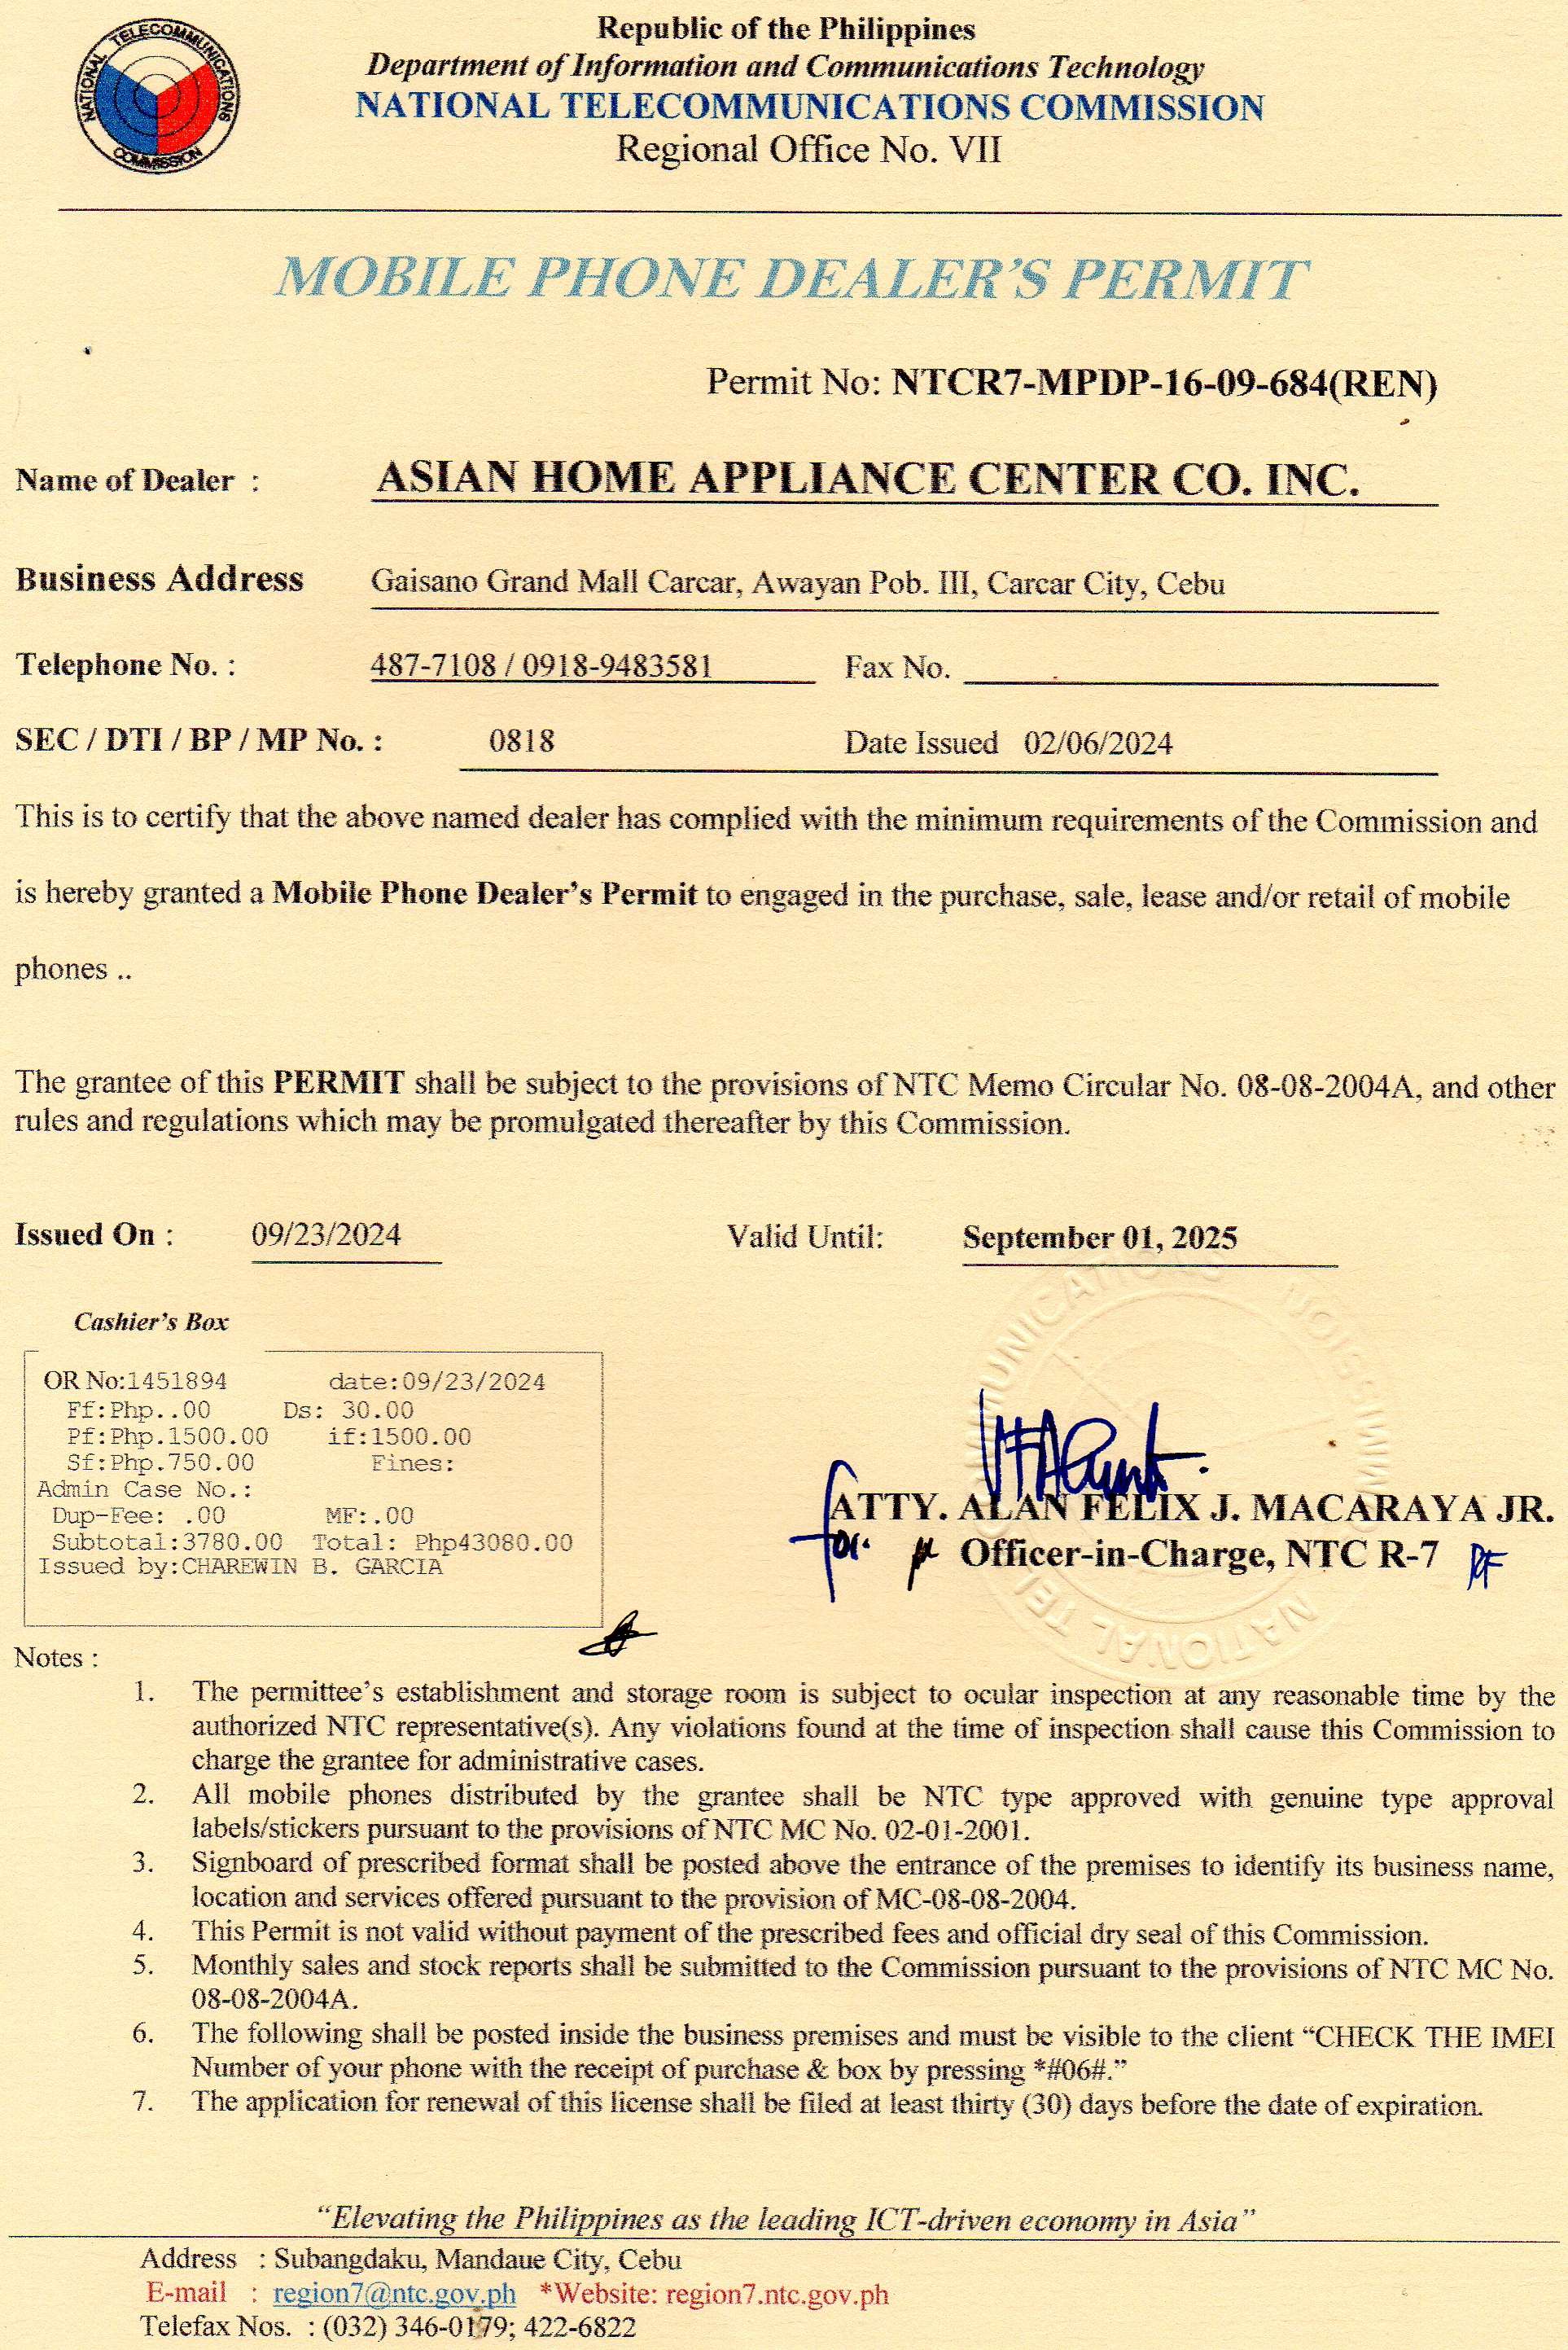 NATIONAL TELECOMMUNICATIONS COMMISSION
Republic of the Philippines
Department of Information and Communications Technology
NATIONAL TELECOMMUNICATIONS COMMISSION
Regional Office No. VII
MOBILE PHONE DEALER'S PERMIT
Permit No: NTCR7-MPDP-16-09-684(REN)
Name of Dealer : ASIAN HOME APPLIANCE CENTER CO. INC.
Business Address Gaisano Grand Mall Carcar, Awayan Pob. III, Carcar City, Cebu
Telephone No. : 487-7108 / 0918-9483581 Fax No.
SEC / DTI / BP / MP No. : 0818 Date Issued 02/06/2024
This is to certify that the above named dealer has complied with the minimum requirements of the Commission and
is hereby granted a Mobile Phone Dealer's Permit to engaged in the purchase, sale, lease and/or retail of mobile
phones ..
The grantee of this PERMIT shall be subject to the provisions of NTC Memo Circular No. 08-08-2004A, and other
rules and regulations which may be promulgated thereafter by this Commission.
Issued On : 09/23/2024 Valid Until: September 01, 2025
Cashier's Box
OR No:1451894 date:09/23/2024
Ff:Php..00 Ds: 30.00
Pf:Php.1500.00 if:1500.00
Sf:Php.750.00 Fines:
Admin Case No.:
Dup-Fee: .00 MF:.00
Subtotal:3780.00 Total: Php43080.00
Issued by:CHAREWIN B. GARCIA
ATTY. ALAN FELIX J. MACARAYA JR.
for: Officer-in-Charge, NTC R-7
Notes :
1. The permittee's establishment and storage room is subject to ocular inspection at any reasonable time by the
authorized NTC representative(s). Any violations found at the time of inspection shall cause this Commission to
charge the grantee for administrative cases.
2. All mobile phones distributed by the grantee shall be NTC type approved with genuine type approval
labels/stickers pursuant to the provisions of NTC MC No. 02-01-2001.
3. Signboard of prescribed format shall be posted above the entrance of the premises to identify its business name,
location and services offered pursuant to the provision of MC-08-08-2004.
4. This Permit is not valid without payment of the prescribed fees and official dry seal of this Commission.
5. Monthly sales and stock reports shall be submitted to the Commission pursuant to the provisions of NTC MC No.
08-08-2004A.
6. The following shall be posted inside the business premises and must be visible to the client “CHECK THE IMEI
Number of your phone with the receipt of purchase & box by pressing *#06#.”
7. The application for renewal of this license shall be filed at least thirty (30) days before the date of expiration.
“Elevating the Philippines as the leading ICT-driven economy in Asia”
Address : Subangdaku, Mandaue City, Cebu
E-mail : region7@ntc.gov.ph *Website: region7.ntc.gov.ph
Telefax Nos. : (032) 346-0179; 422-6822